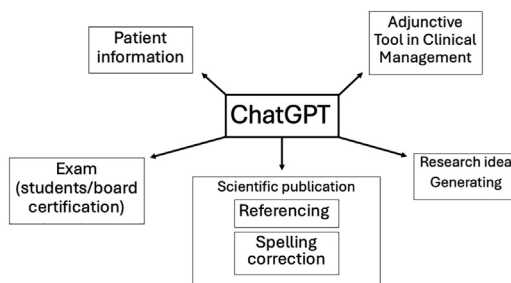 Patient
information
Adjunctive
Tool in Clinical
Management
ChatGPT
Exam
(students/board
certification)
Scientific publication
Referencing
Spelling
correction
Research idea
Generating